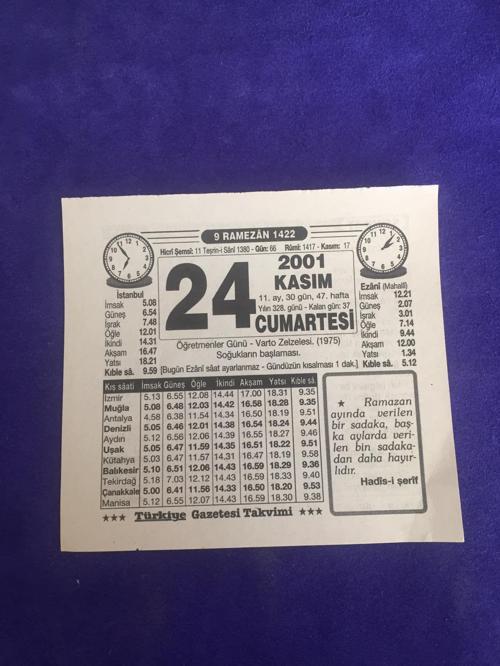 9 RAMEZÂN 1422
Hicrî Şemsî: 11 Teşrin-i Sânî 1380 - Gün: 66 Rûmî: 1417 - Kasım: 17
24
2001
KASIM
11. ay, 30 gün, 47. hafta
Yılın 328. günü - Kalan gün: 37
CUMARTESİ
İstanbul
İmsak 5.08
Güneş 6.54
İşrak 7.48
Öğle 12.01
İkindi 14.31
Akşam 16.47
Yatsı 18.21
Kıble sâ. 9.59
Ezânî (Mahallî)
İmsak 12.21
Güneş 2.07
İşrak 3.01
Öğle 7.14
İkindi 9.44
Akşam 12.00
Yatsı 1.34
Kıble sâ. 5.12
Öğretmenler Günü - Varto Zelzelesi. (1975)
Soğukların başlaması.
[Bugün Ezânî sâat ayarlanmaz - Gündüzün kısalması 1 dak.]
Kış sâati İmsak Güneş Öğle İkindi Akşam Yatsı Kıble sâ.
İzmir 5.13 6.55 12.08 14.44 17.00 18.31 9.35
Muğla 5.08 6.48 12.03 14.42 16.58 18.28 9.35
Antalya 4.58 6.38 11.54 14.34 16.50 18.19 9.51
Denizli 5.05 6.46 12.01 14.38 16.54 18.24 9.44
Aydın 5.12 6.56 12.06 14.39 16.55 18.27 9.46
Uşak 5.05 6.47 11.59 14.35 16.51 18.22 9.51
Kütahya 5.03 6.47 11.57 14.31 16.47 18.19 9.58
Balıkesir 5.10 6.51 12.06 14.43 16.59 18.29 9.36
Tekirdağ 5.18 7.03 12.12 14.43 16.59 18.33 9.40
Çanakkale 5.00 6.41 11.56 14.33 16.50 18.20 9.53
Manisa 5.12 6.55 12.07 14.43 16.59 18.30 9.38
★ Ramazan
ayında verilen
bir sadaka, baş-
ka aylarda veri-
len bin sadaka-
dan daha hayır-
lıdır.
Hadîs-i şerîf
★★★ Türkiye Gazetesi Takvimi ★★★